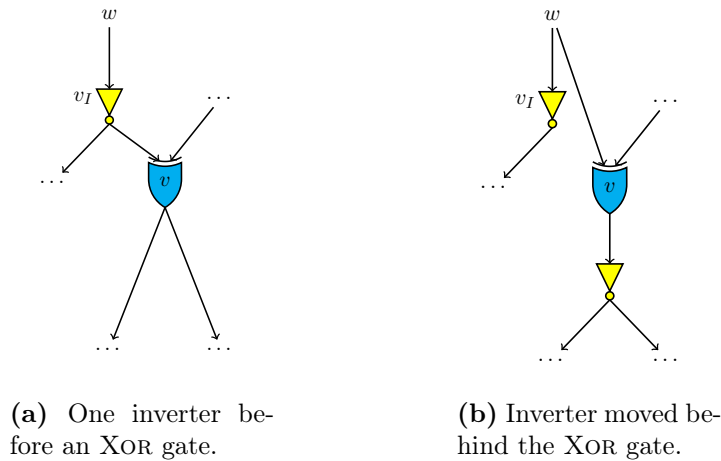 w
v_I
...
...
v
...
...
(a) One inverter be-
fore an XOR gate.
w
v_I
...
...
v
...
...
(b) Inverter moved be-
hind the XOR gate.